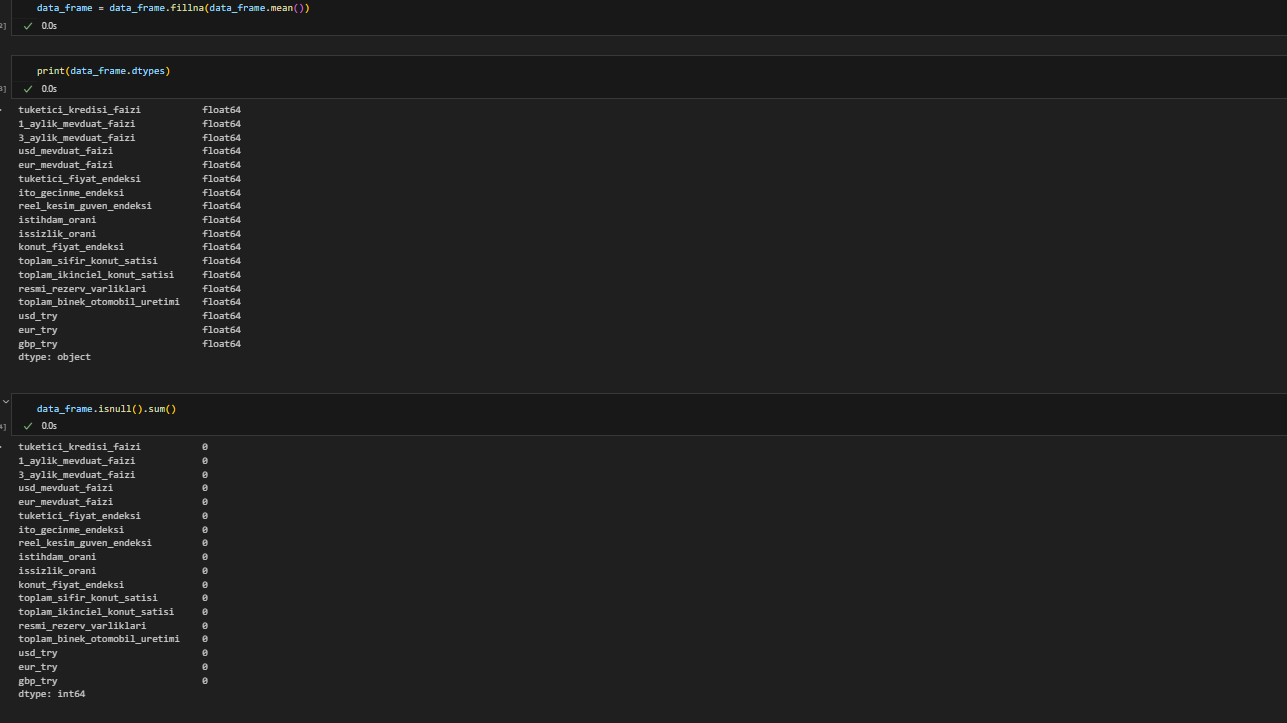 data_frame = data_frame.fillna(data_frame.mean())
0.0s
print(data_frame.dtypes)
0.0s
tuketici_kredisi_faizi float64
1_aylik_mevduat_faizi float64
3_aylik_mevduat_faizi float64
usd_mevduat_faizi float64
eur_mevduat_faizi float64
tuketici_fiyat_endeksi float64
ito_gecinme_endeksi float64
reel_kesim_guven_endeksi float64
istihdam_orani float64
issizlik_orani float64
konut_fiyat_endeksi float64
toplam_sifir_konut_satisi float64
toplam_ikinciel_konut_satisi float64
resmi_rezerv_varliklari float64
toplam_binek_otomobil_uretimi float64
usd_try float64
eur_try float64
gbp_try float64
dtype: object
data_frame.isnull().sum()
0.0s
tuketici_kredisi_faizi 0
1_aylik_mevduat_faizi 0
3_aylik_mevduat_faizi 0
usd_mevduat_faizi 0
eur_mevduat_faizi 0
tuketici_fiyat_endeksi 0
ito_gecinme_endeksi 0
reel_kesim_guven_endeksi 0
istihdam_orani 0
issizlik_orani 0
konut_fiyat_endeksi 0
toplam_sifir_konut_satisi 0
toplam_ikinciel_konut_satisi 0
resmi_rezerv_varliklari 0
toplam_binek_otomobil_uretimi 0
usd_try 0
eur_try 0
gbp_try 0
dtype: int64